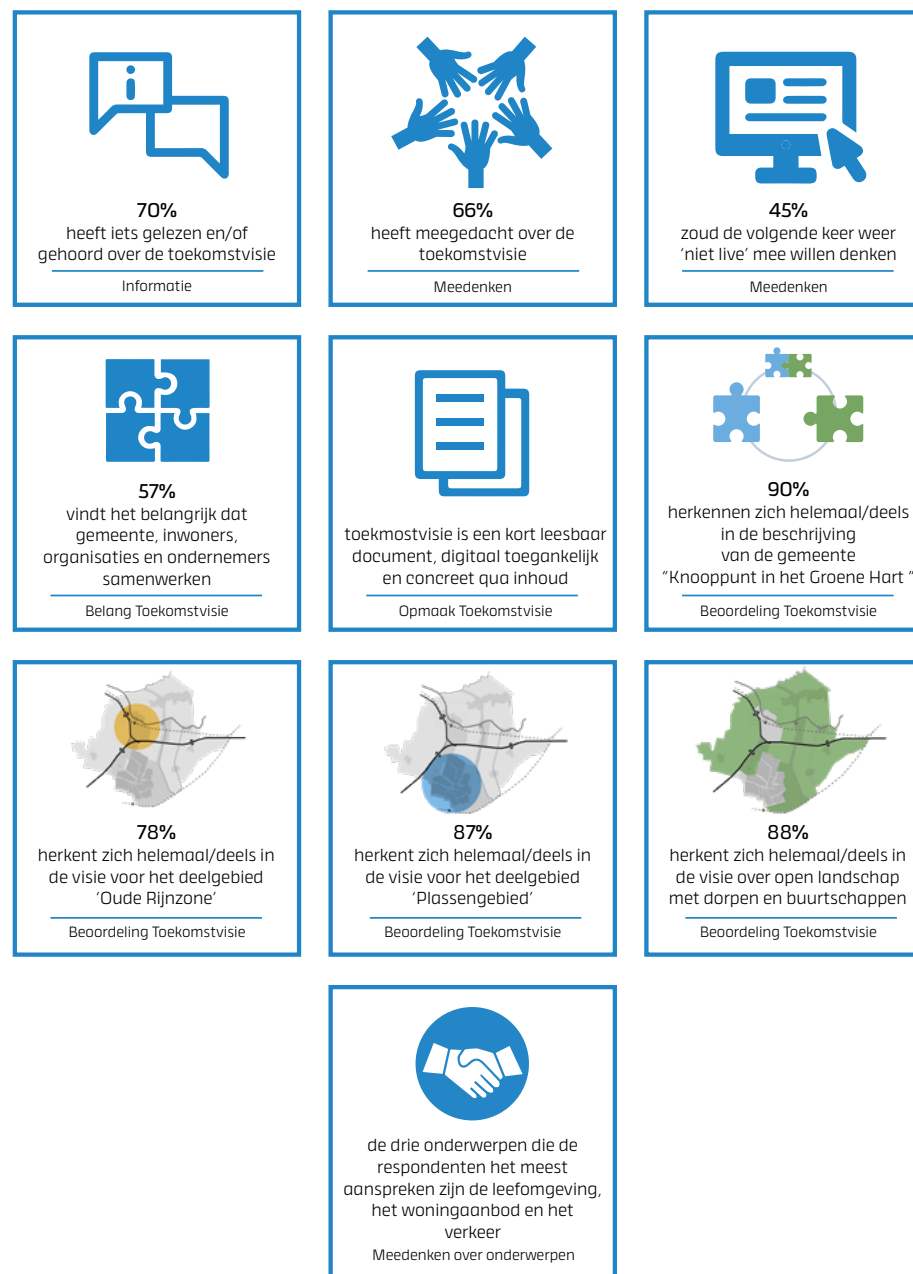 70%
heeft iets gelezen en/of
gehoord over de toekomstvisie
Informatie
66%
heeft meegedacht over de
toekomstvisie
Meedenken
45%
zoud de volgende keer weer
‘niet live’ mee willen denken
Meedenken
57%
vindt het belangrijk dat
gemeente, inwoners,
organisaties en ondernemers
samenwerken
Belang Toekomstvisie
toekmostvisie is een kort leesbaar
document, digitaal toegankelijk
en concreet qua inhoud
Opmaak Toekomstvisie
90%
herkennen zich helemaal/deels
in de beschrijving
van de gemeente
“Knooppunt in het Groene Hart ”
Beoordeling Toekomstvisie
78%
herkent zich helemaal/deels in
de visie voor het deelgebied
‘Oude Rijnzone’
Beoordeling Toekomstvisie
87%
herkent zich helemaal/deels in
de visie voor het deelgebied
‘Plassengebied’
Beoordeling Toekomstvisie
88%
herkent zich helemaal/deels in
de visie over open landschap
met dorpen en buurtschappen
Beoordeling Toekomstvisie
de drie onderwerpen die de
respondenten het meest
aanspreken zijn de leefomgeving,
het woningaanbod en het
verkeer
Meedenken over onderwerpen